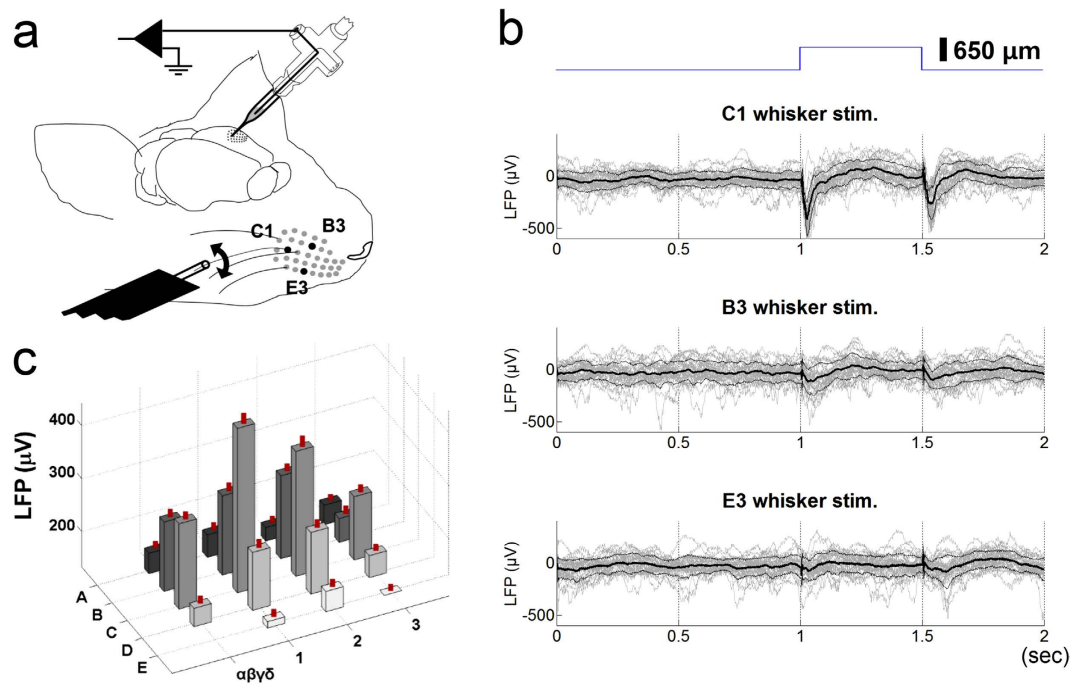 a
C1
B3
E3
b
650 μm
C1 whisker stim.
LFP (μV)
0
-500
0
0.5
1
1.5
2
B3 whisker stim.
LFP (μV)
0
-500
0
0.5
1
1.5
2
E3 whisker stim.
LFP (μV)
0
-500
0
0.5
1
1.5
2
(sec)
c
LFP (μV)
400
300
200
A
B
C
D
E
αβγδ
1
2
3